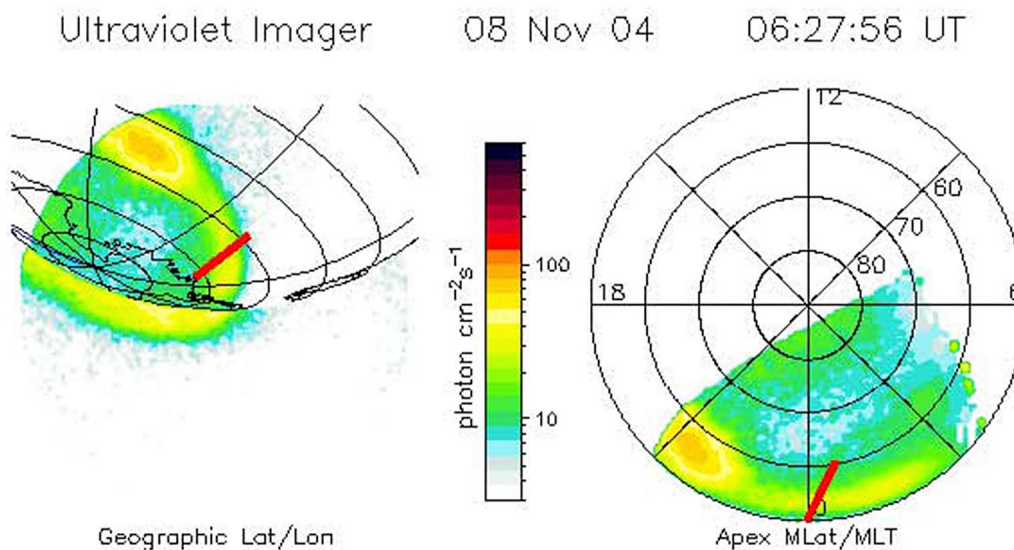 Ultraviolet Imager 08 Nov 04 06:27:56 UT
12
60
70
80
18
6
100
10
photon cm⁻²s⁻¹
0
Geographic Lat/Lon
Apex MLat/MLT